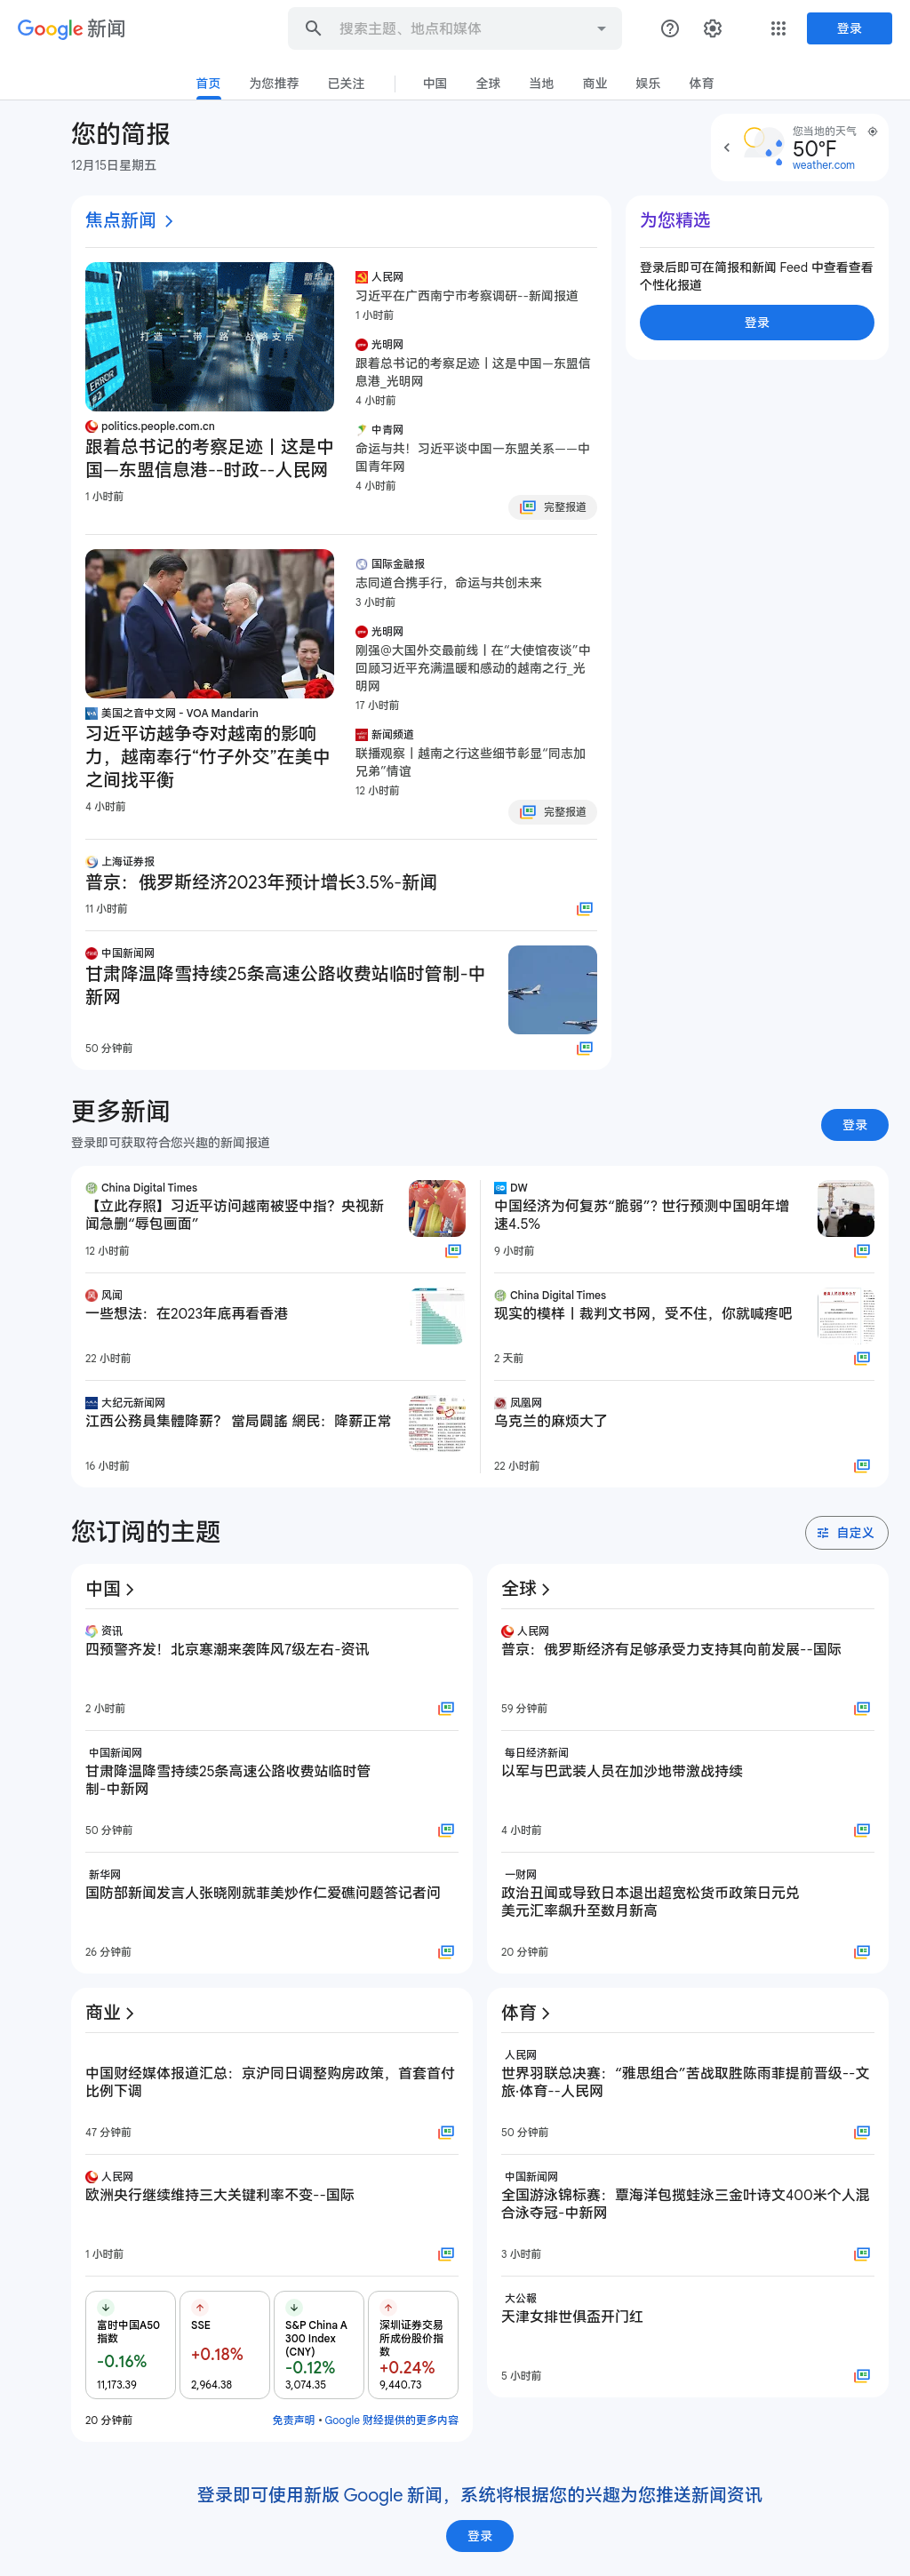 Google 新闻
搜索主题、地点和媒体
登录
首页
为您推荐
已关注
中国
全球
当地
商业
娱乐
体育
您的简报
12月15日星期五
您当地的天气
50°F
weather.com
焦点新闻
打造"一带一路"战略支点
ERROR
#2
politics.people.com.cn
跟着总书记的考察足迹丨这是中
国—东盟信息港--时政--人民网
1 小时前
人民网
习近平在广西南宁市考察调研--新闻报道
1 小时前
光明网
跟着总书记的考察足迹丨这是中国—东盟信
息港_光明网
4 小时前
中青网
命运与共！习近平谈中国—东盟关系——中
国青年网
4 小时前
完整报道
美国之音中文网 - VOA Mandarin
习近平访越争夺对越南的影响
力，越南奉行“竹子外交”在美中
之间找平衡
4 小时前
国际金融报
志同道合携手行，命运与共创未来
3 小时前
光明网
刚强@大国外交最前线丨在“大使馆夜谈”中
回顾习近平充满温暖和感动的越南之行_光
明网
17 小时前
新闻频道
联播观察丨越南之行这些细节彰显“同志加
兄弟”情谊
12 小时前
完整报道
上海证券报
普京：俄罗斯经济2023年预计增长3.5%-新闻
11 小时前
中国新闻网
甘肃降温降雪持续25条高速公路收费站临时管制-中
新网
50 分钟前
为您精选
登录后即可在简报和新闻 Feed 中查看查看
个性化报道
登录
更多新闻
登录即可获取符合您兴趣的新闻报道
登录
China Digital Times
【立此存照】习近平访问越南被竖中指？央视新
闻急删“辱包画面”
12 小时前
DW
中国经济为何复苏“脆弱”? 世行预测中国明年增
速4.5%
9 小时前
风闻
一些想法：在2023年底再看香港
22 小时前
China Digital Times
现实的模样丨裁判文书网，受不住，你就喊疼吧
2 天前
大纪元新闻网
江西公務員集體降薪？ 當局闢謠 網民：降薪正常
16 小时前
凤凰网
乌克兰的麻烦大了
22 小时前
您订阅的主题
自定义
中国
资讯
四预警齐发！北京寒潮来袭阵风7级左右-资讯
2 小时前
中国新闻网
甘肃降温降雪持续25条高速公路收费站临时管
制-中新网
50 分钟前
新华网
国防部新闻发言人张晓刚就菲美炒作仁爱礁问题答记者问
26 分钟前
全球
人民网
普京：俄罗斯经济有足够承受力支持其向前发展--国际
59 分钟前
每日经济新闻
以军与巴武装人员在加沙地带激战持续
4 小时前
一财网
政治丑闻或导致日本退出超宽松货币政策日元兑
美元汇率飙升至数月新高
20 分钟前
商业
中国财经媒体报道汇总：京沪同日调整购房政策，首套首付
比例下调
47 分钟前
人民网
欧洲央行继续维持三大关键利率不变--国际
1 小时前
富时中国A50
指数
-0.16%
11,173.39
SSE
+0.18%
2,964.38
S&P China A
300 Index
(CNY)
-0.12%
3,074.35
深圳证券交易
所成份股价指
数
+0.24%
9,440.73
20 分钟前
免责声明 • Google 财经提供的更多内容
体育
人民网
世界羽联总决赛：“雅思组合”苦战取胜陈雨菲提前晋级--文
旅·体育--人民网
50 分钟前
中国新闻网
全国游泳锦标赛：覃海洋包揽蛙泳三金叶诗文400米个人混
合泳夺冠-中新网
3 小时前
大公報
天津女排世俱盃开门红
5 小时前
登录即可使用新版 Google 新闻，系统将根据您的兴趣为您推送新闻资讯
登录